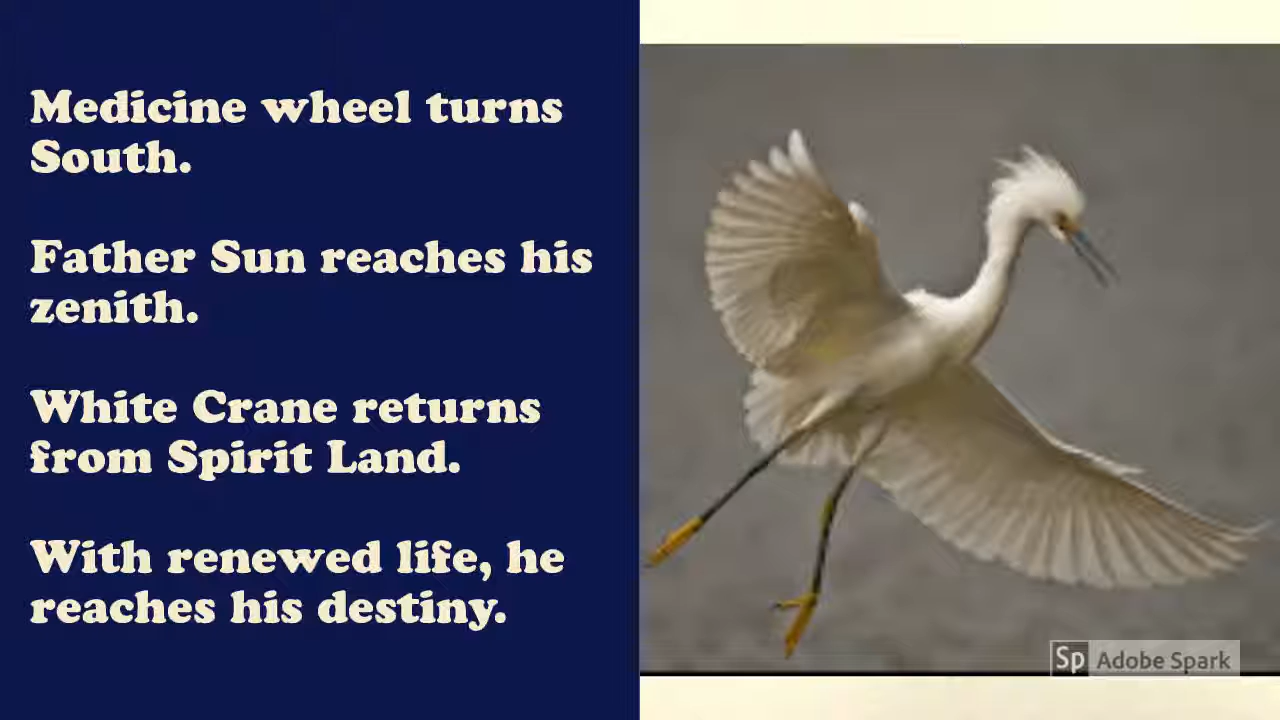 Medicine wheel turns
South.
Father Sun reaches his
zenith.
White Crane returns
from Spirit Land.
With renewed life, he
reaches his destiny.
Sp Adobe Spark